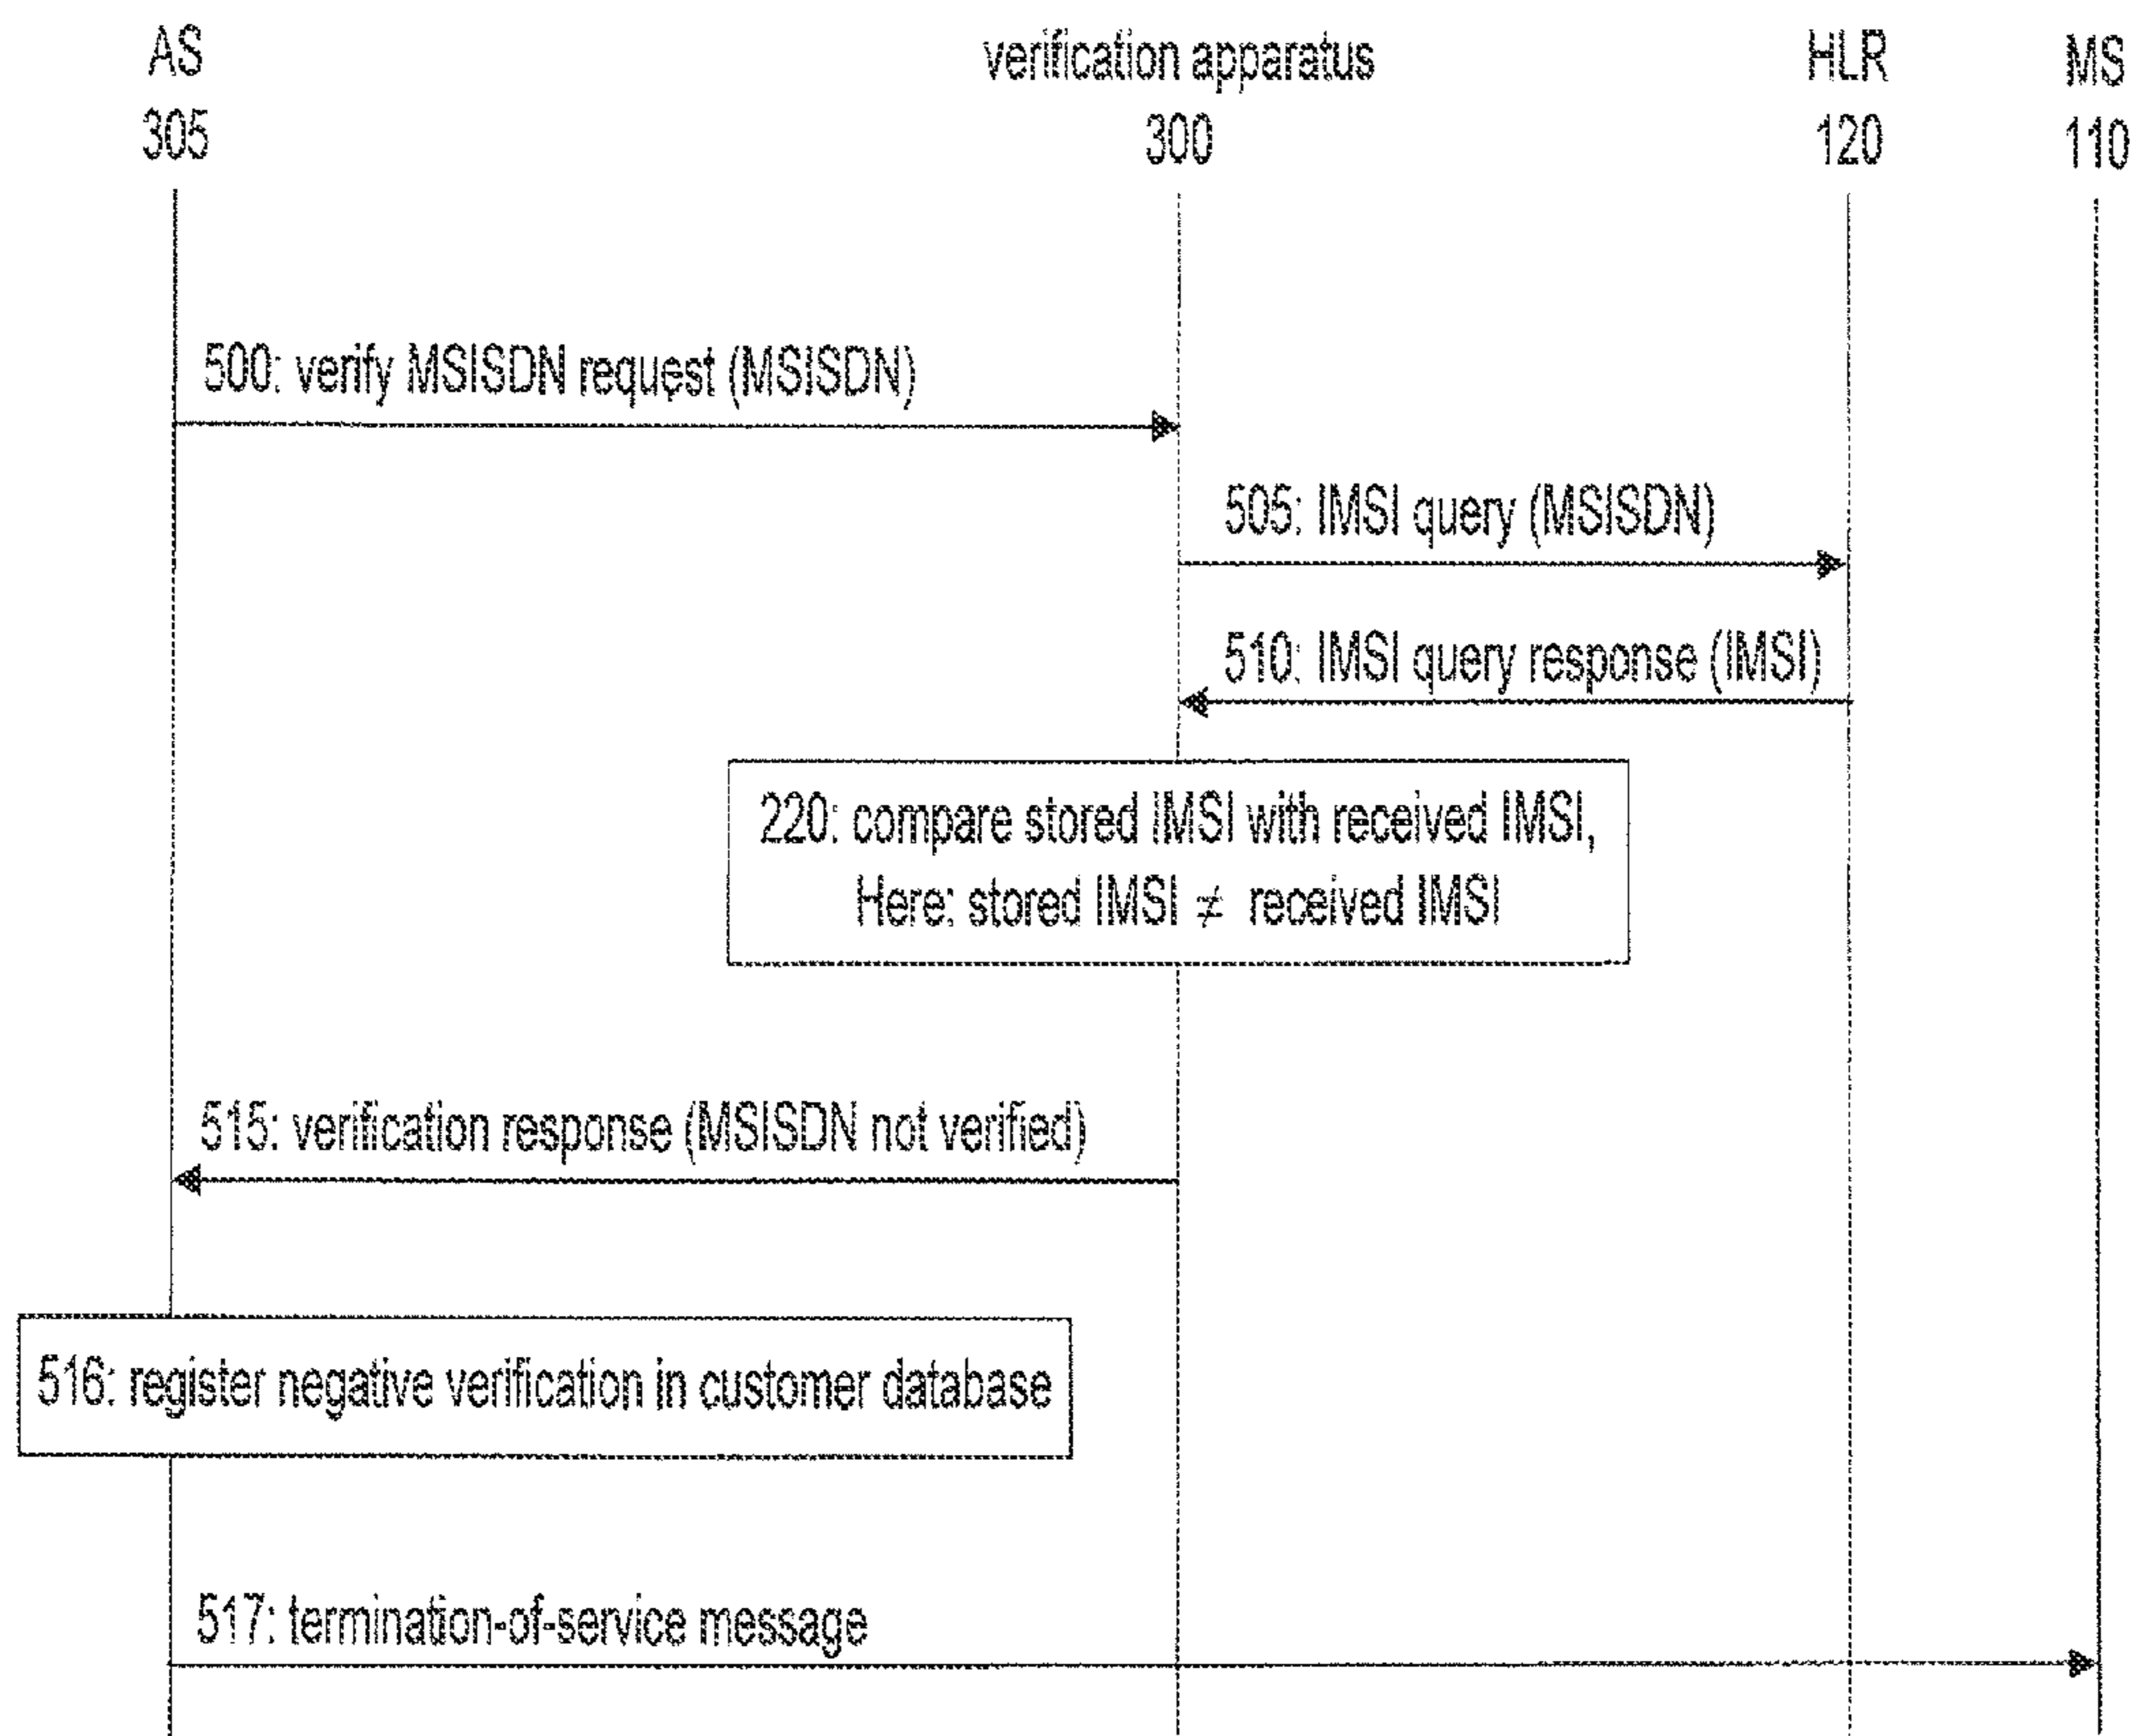 AS
305
verification apparatus
300
HLR
120
MS
110
500: verify MSISDN request (MSISDN)
505: IMSI query (MSISDN)
510: IMSI query response (IMSI)
220: compare stored IMSI with received IMSI,
Here: stored IMSI ≠ received IMSI
515: verification response (MSISDN not verified)
516: register negative verification in customer database
517: termination-of-service message